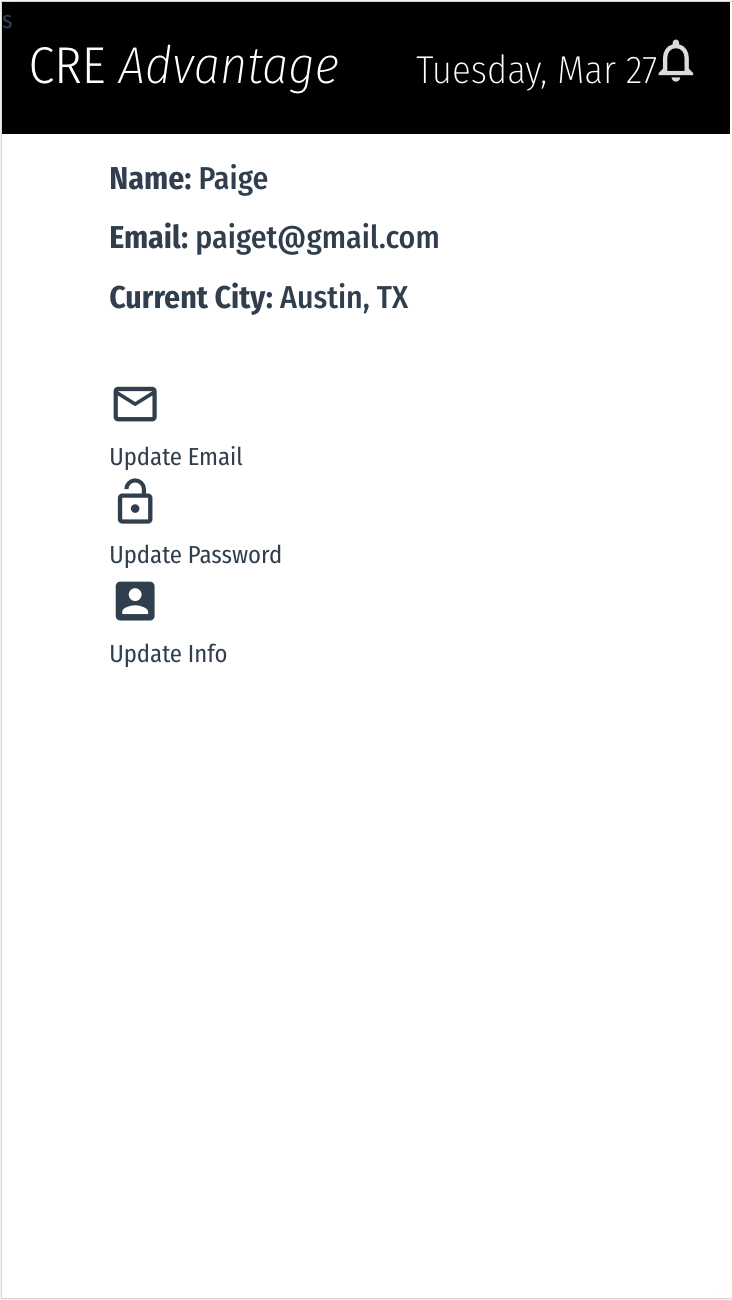 s
CRE Advantage
Tuesday, Mar 27
Name: Paige
Email: paiget@gmail.com
Current City: Austin, TX
Update Email
Update Password
Update Info